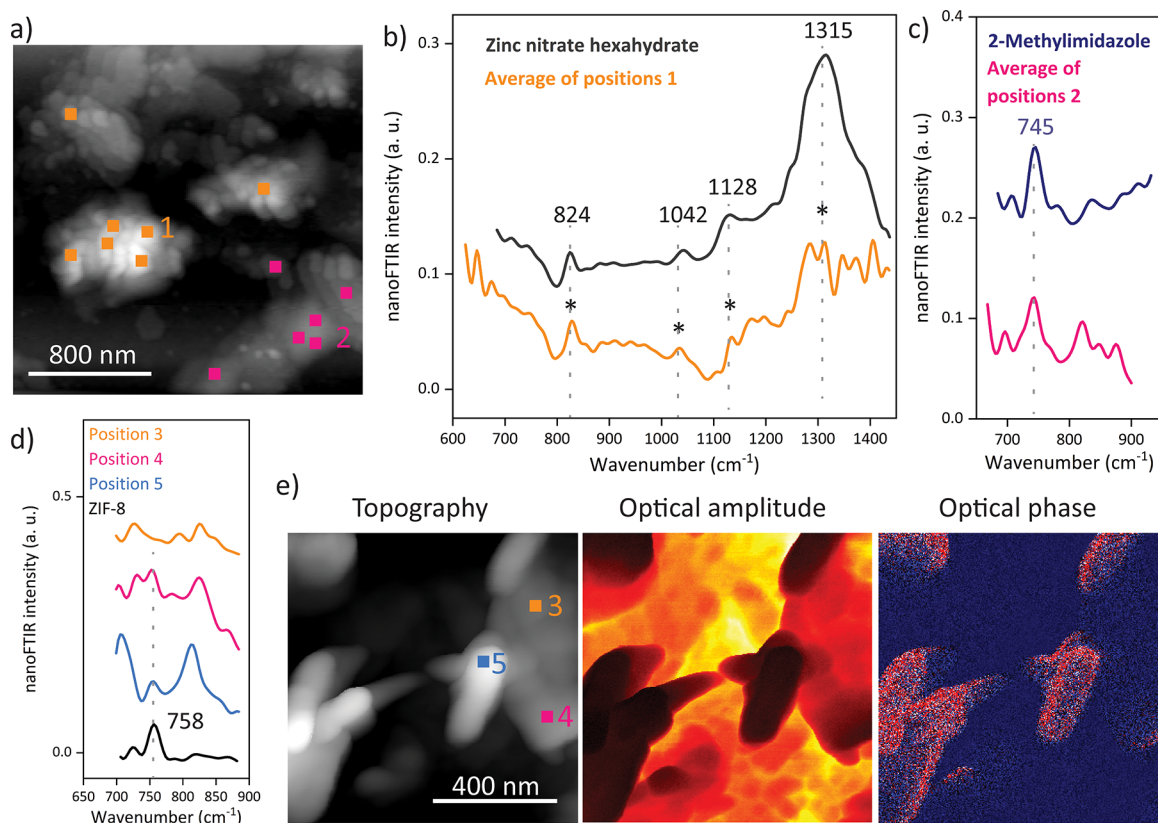 a)
1
2
800 nm
b)
Zinc nitrate hexahydrate
Average of positions 1
824
1042
1128
1315
*
*
*
*
0.3
0.2
0.1
0.0
nanoFTIR intensity (a. u.)
600 700 800 900 1000 1100 1200 1300 1400
Wavenumber (cm⁻¹)
c)
2-Methylimidazole
Average of
positions 2
745
0.4
0.3
0.2
0.1
0.0
nanoFTIR intensity (a. u.)
700 800 900
Wavenumber (cm⁻¹)
d)
Position 3
Position 4
Position 5
ZIF-8
758
0.5
0.0
nanoFTIR intensity (a. u.)
650 700 750 800 850 900
Wavenumber (cm⁻¹)
e)
Topography
Optical amplitude
Optical phase
3
5
4
400 nm